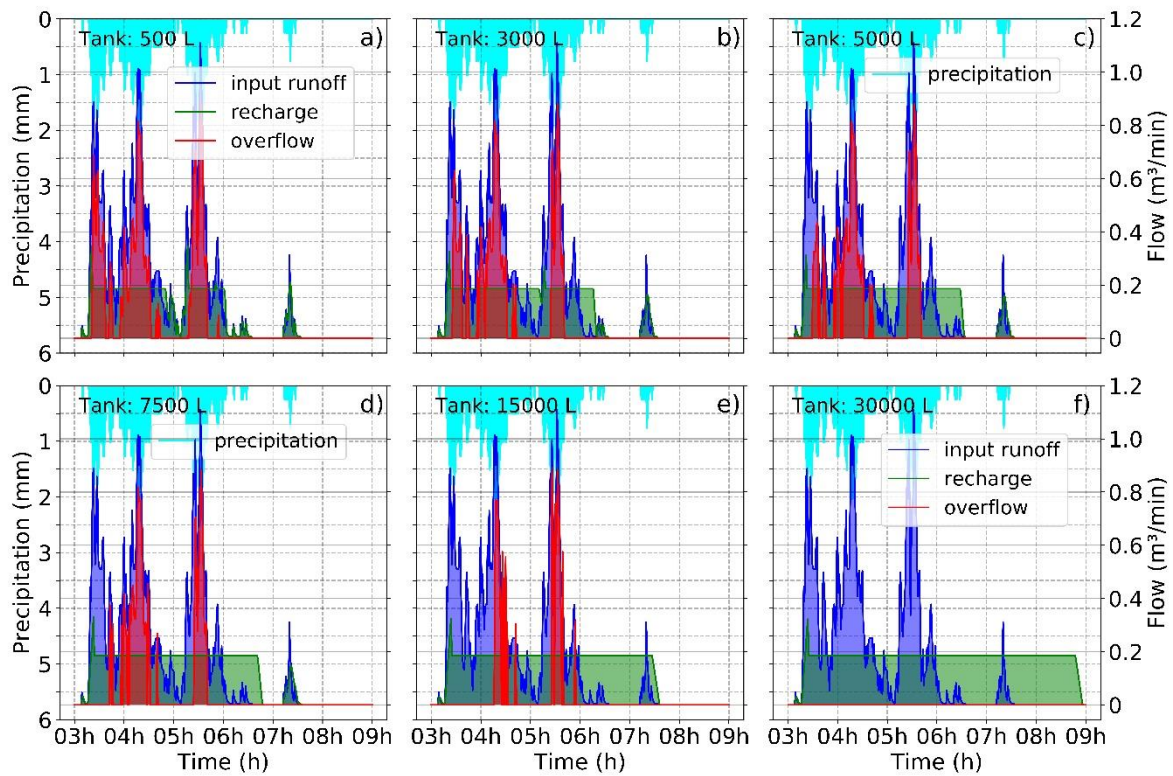 Tank: 500 L
a)
input runoff
recharge
overflow
Tank: 3000 L
b)
Tank: 5000 L
c)
precipitation
0
1
2
3
4
5
6
Precipitation (mm)
1.2
1.0
0.8
0.6
0.4
0.2
0
Flow (m³/min)
Tank: 7500 L
d)
precipitation
Tank: 15000 L
e)
Tank: 30000 L
f)
input runoff
recharge
overflow
0
1
2
3
4
5
6
Precipitation (mm)
1.2
1.0
0.8
0.6
0.4
0.2
0
Flow (m³/min)
03h 04h 05h 06h 07h 08h 09h
03h 04h 05h 06h 07h 08h 09h
03h 04h 05h 06h 07h 08h 09h
Time (h)
Time (h)
Time (h)